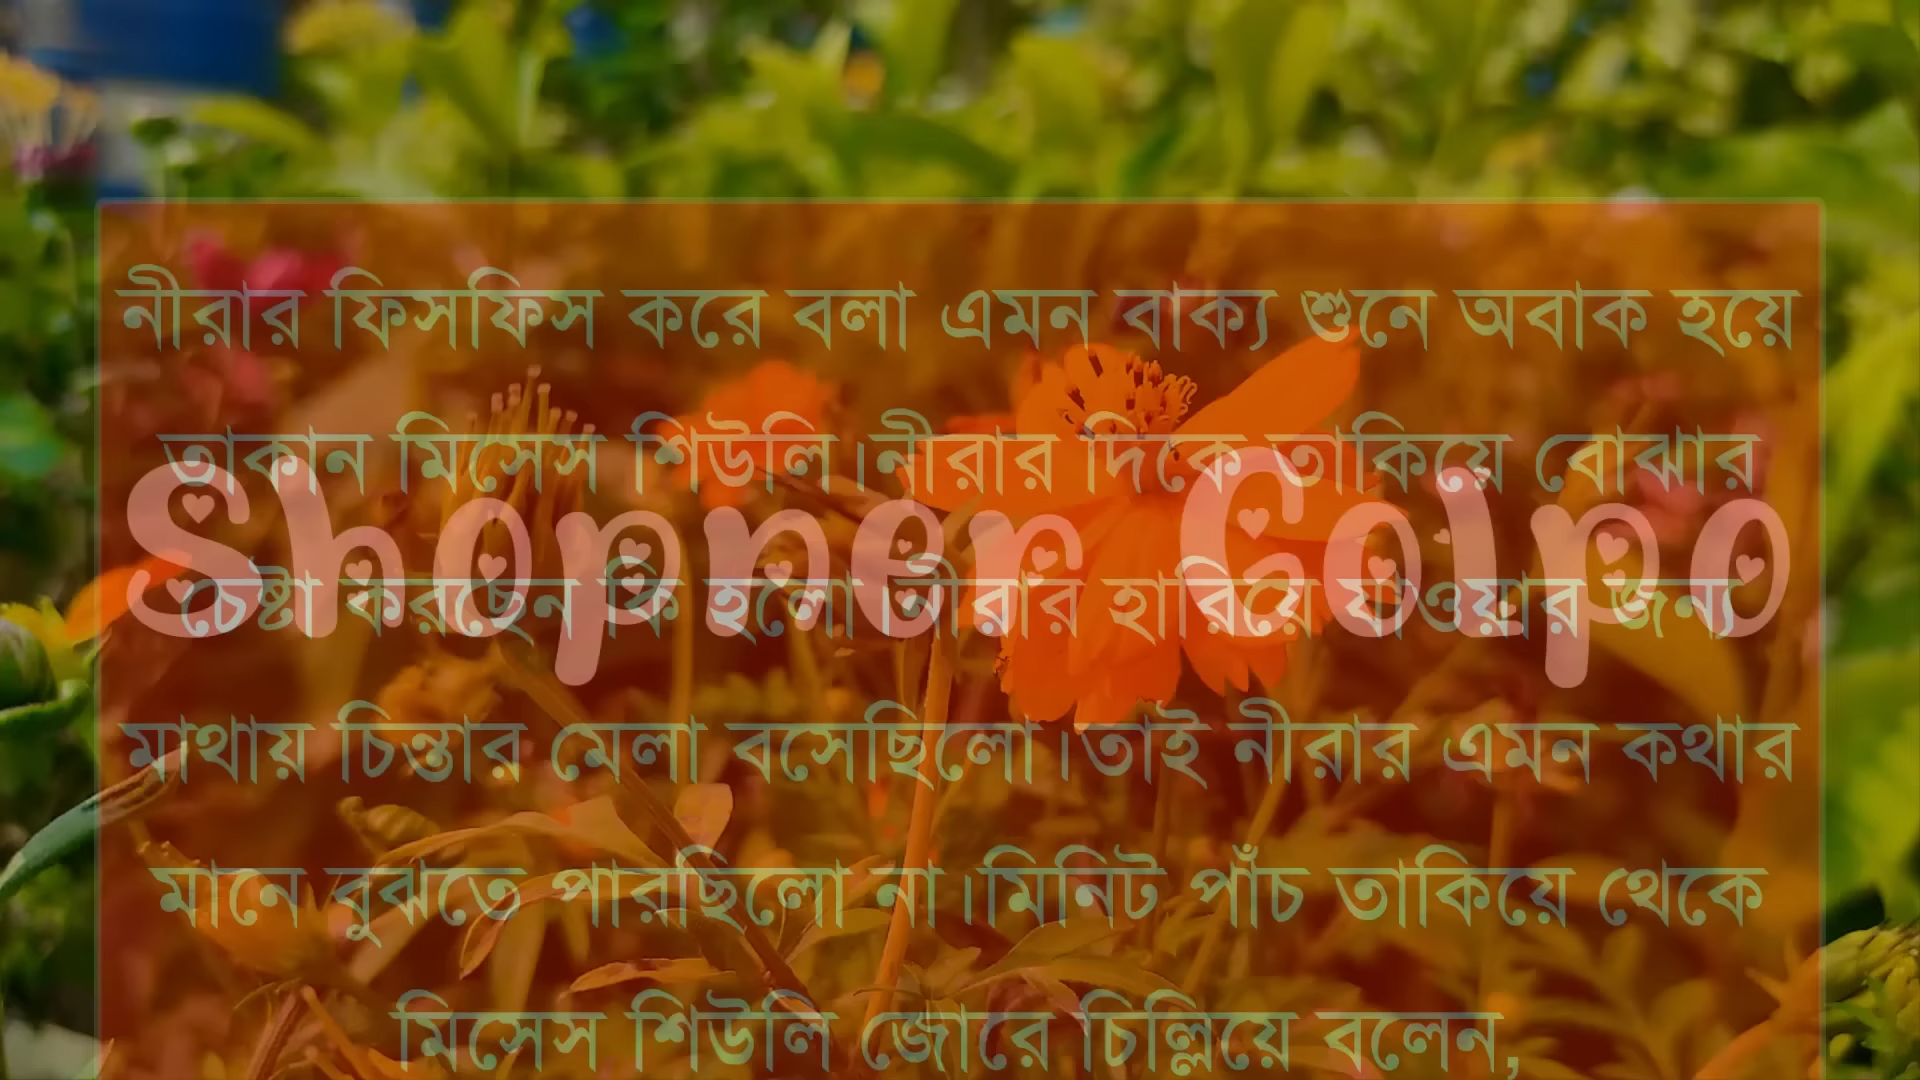 নীরার ফিসফিস করে বলা এমন বাক্য শুনে অবাক হয়ে
তাকান মিসেস শিউলি।নীরার দিকে তাকিয়ে বোঝার
Shopner Golpo
চেষ্টা করছেন কি হলো।নীরার হারিয়ে যাওয়ার জন্য
মাথায় চিন্তার মেলা বসেছিলো।তাই নীরার এমন কথার
মানে বুঝতে পারছিলো না।মিনিট পাঁচ তাকিয়ে থেকে
মিসেস শিউলি জোরে চিল্লিয়ে বলেন,